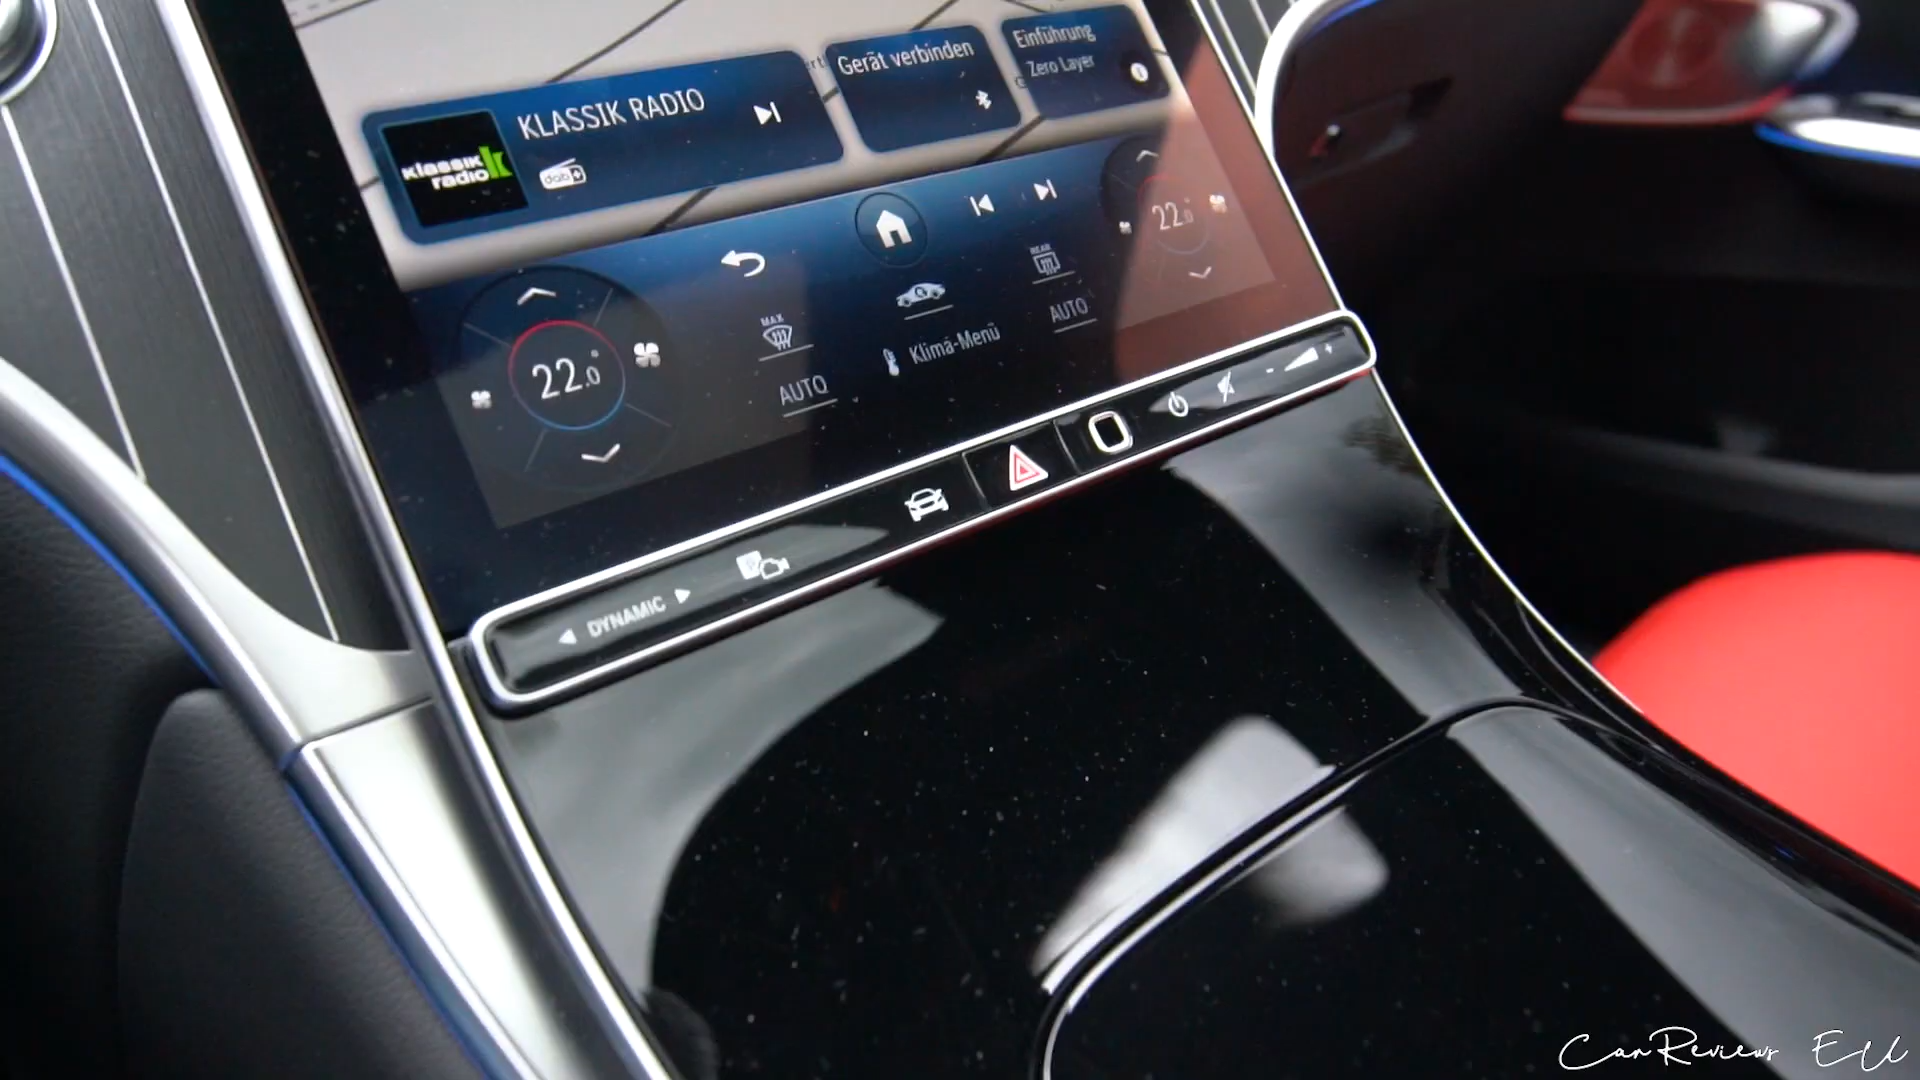 KLASSIK RADIO
klassik
radio
dab+
Gerät verbinden
Einführung
Zero Layer
22.0
22.0
MAX
AUTO
REAR
AUTO
Klima-Menü
DYNAMIC
CarReviews EU